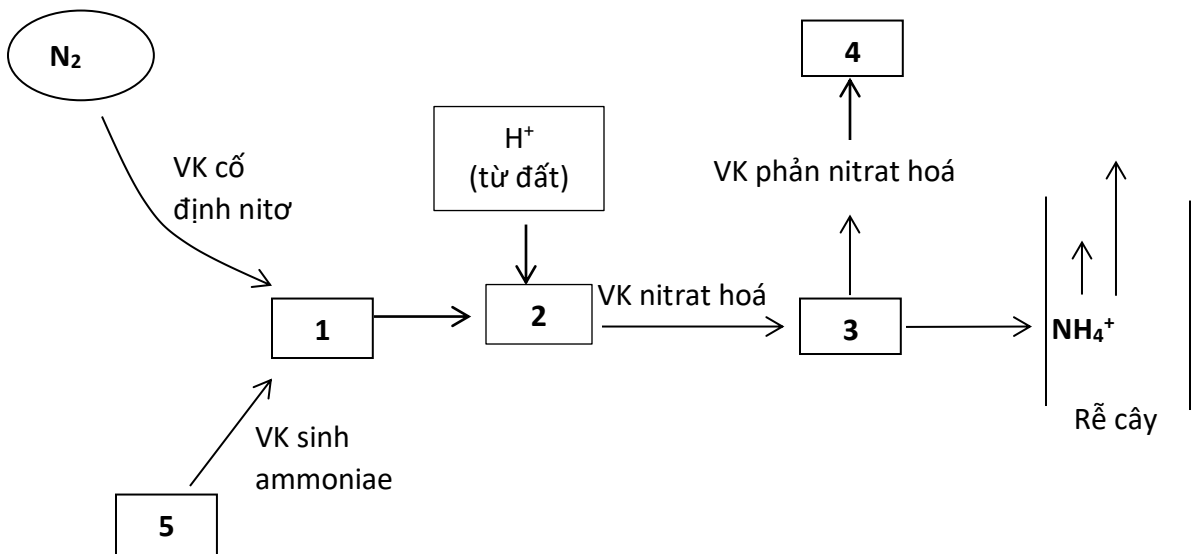 N₂
4
H⁺
(từ đất)
VK cố
định nitơ
VK phản nitrat hoá
1
2
VK nitrat hoá
3
NH₄⁺
Rễ cây
VK sinh
ammoniae
5